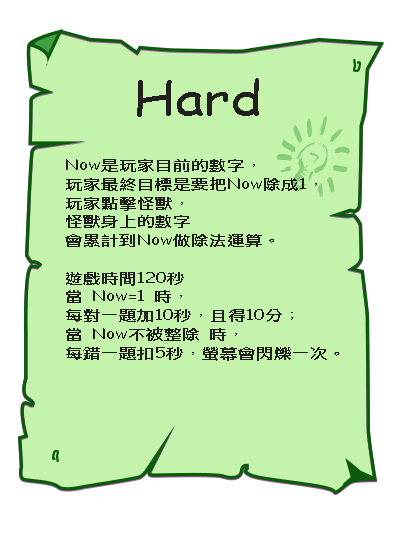 Hard
Now是玩家目前的數字，
玩家最終目標是要把Now除成1，
玩家點擊怪獸，
怪獸身上的數字
會累計到Now做除法運算。
遊戲時間120秒
當 Now=1 時，
每對一題加10秒，且得10分；
當 Now不被整除 時，
每錯一題扣5秒，螢幕會閃爍一次。